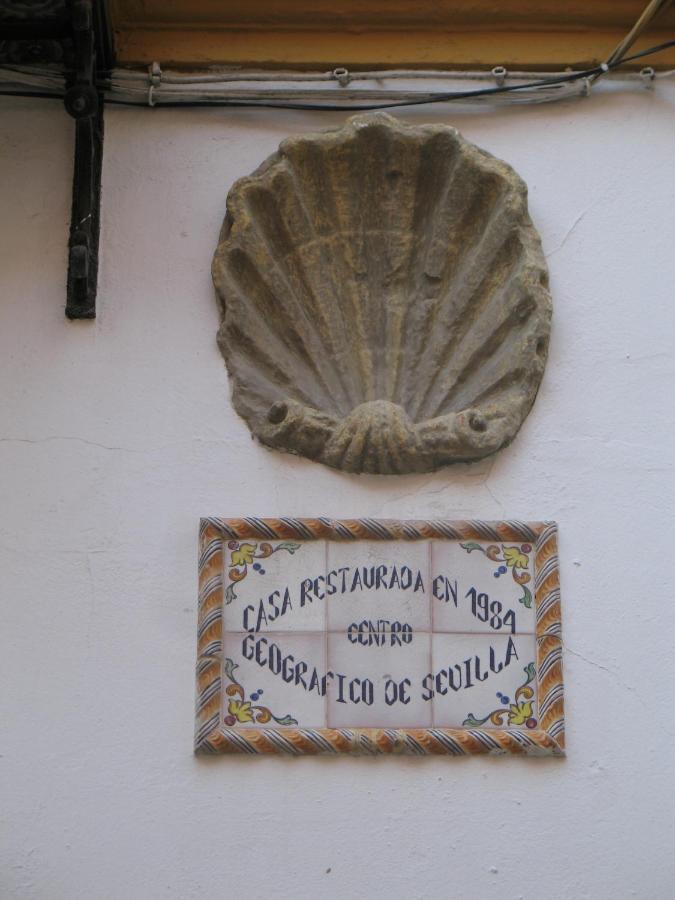 CASA RESTAURADA EN 1984
CENTRO
GEOGRAFICO DE SEVILLA